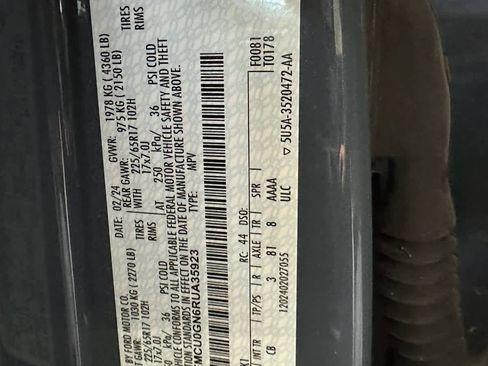 BY FORD MOTOR CO.
DATE: 02/24 GVWR: 1978 KG ( 4360 LB)
GAWR: 1030 KG ( 2270 LB) REAR GAWR: 975 KG ( 2150 LB)
225/65R17 102H WITH 225/65R17 102H TIRES
17x7.0J RIMS 17x7.0J RIMS
36 PSI COLD AT 250 kPa/ 36 PSI COLD
VEHICLE CONFORMS TO ALL APPLICABLE FEDERAL MOTOR VEHICLE SAFETY AND THEFT
PREVENTION STANDARDS IN EFFECT ON THE DATE OF MANUFACTURE SHOWN ABOVE.
MCU0GN6RUA35923 TYPE: MPV
F0081
T0178
RC: 44 DSO:
INT TR TP/PS R AXLE TR SPR
CB 3 81 8 AAAA
ULC
1202402027055
▽ 5U5A-3520472-AA